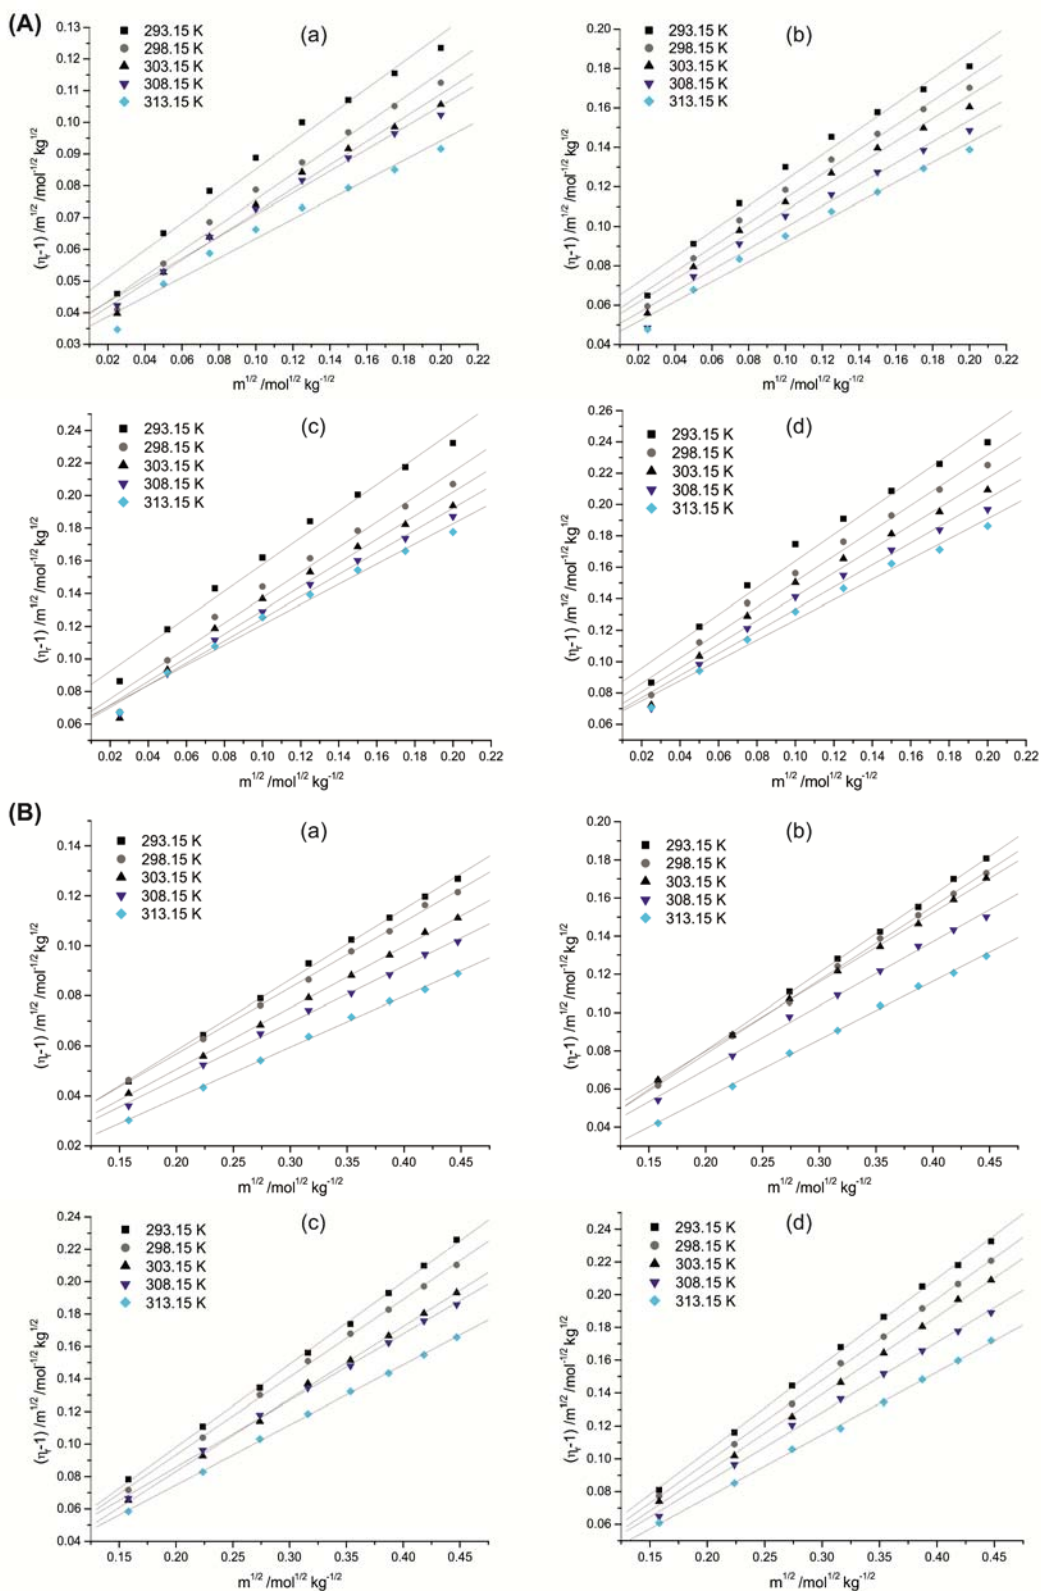 (A)
(a)
293.15 K
298.15 K
303.15 K
308.15 K
313.15 K
0.13
0.12
0.11
0.10
0.09
0.08
0.07
0.06
0.05
0.04
0.03
(ηr-1) /m1/2 /mol-1/2 kg1/2
0.02 0.04 0.06 0.08 0.10 0.12 0.14 0.16 0.18 0.20 0.22
m1/2 /mol1/2 kg-1/2
(b)
293.15 K
298.15 K
303.15 K
308.15 K
313.15 K
0.20
0.18
0.16
0.14
0.12
0.10
0.08
0.06
0.04
(ηr-1) /m1/2 /mol-1/2 kg1/2
0.02 0.04 0.06 0.08 0.10 0.12 0.14 0.16 0.18 0.20 0.22
m1/2 /mol1/2 kg-1/2
(c)
293.15 K
298.15 K
303.15 K
308.15 K
313.15 K
0.24
0.22
0.20
0.18
0.16
0.14
0.12
0.10
0.08
0.06
(ηr-1) /m1/2 /mol-1/2 kg1/2
0.02 0.04 0.06 0.08 0.10 0.12 0.14 0.16 0.18 0.20 0.22
m1/2 /mol1/2 kg-1/2
(d)
293.15 K
298.15 K
303.15 K
308.15 K
313.15 K
0.26
0.24
0.22
0.20
0.18
0.16
0.14
0.12
0.10
0.08
0.06
(ηr-1) /m1/2 /mol-1/2 kg1/2
0.02 0.04 0.06 0.08 0.10 0.12 0.14 0.16 0.18 0.20 0.22
m1/2 /mol1/2 kg-1/2
(B)
(a)
293.15 K
298.15 K
303.15 K
308.15 K
313.15 K
0.14
0.12
0.10
0.08
0.06
0.04
0.02
(ηr-1) /m1/2 /mol-1/2 kg1/2
0.15 0.20 0.25 0.30 0.35 0.40 0.45
m1/2 /mol1/2 kg-1/2
(b)
293.15 K
298.15 K
303.15 K
308.15 K
313.15 K
0.20
0.18
0.16
0.14
0.12
0.10
0.08
0.06
0.04
(ηr-1) /m1/2 /mol-1/2 kg1/2
0.15 0.20 0.25 0.30 0.35 0.40 0.45
m1/2 /mol1/2 kg-1/2
(c)
293.15 K
298.15 K
303.15 K
308.15 K
313.15 K
0.24
0.22
0.20
0.18
0.16
0.14
0.12
0.10
0.08
0.06
0.04
(ηr-1) /m1/2 /mol-1/2 kg1/2
0.15 0.20 0.25 0.30 0.35 0.40 0.45
m1/2 /mol1/2 kg-1/2
(d)
293.15 K
298.15 K
303.15 K
308.15 K
313.15 K
0.24
0.22
0.20
0.18
0.16
0.14
0.12
0.10
0.08
0.06
(ηr-1) /m1/2 /mol-1/2 kg1/2
0.15 0.20 0.25 0.30 0.35 0.40 0.45
m1/2 /mol1/2 kg-1/2